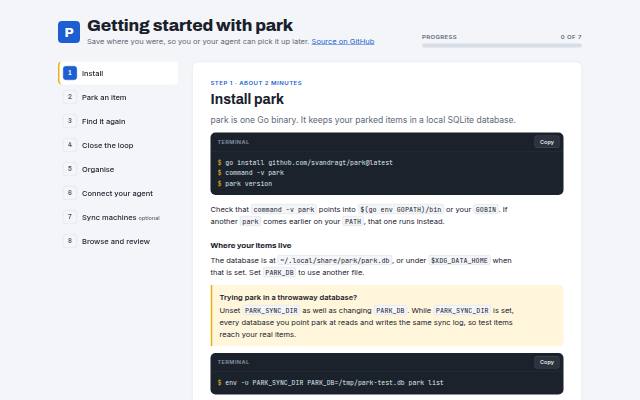 P
Getting started with park
Save where you were, so you or your agent can pick it up later. Source on GitHub
PROGRESS 0 OF 7
1 Install
2 Park an item
3 Find it again
4 Close the loop
5 Organise
6 Connect your agent
7 Sync machines optional
8 Browse and review
STEP 1 · ABOUT 2 MINUTES
Install park
park is one Go binary. It keeps your parked items in a local SQLite database.
TERMINAL Copy
$ go install github.com/svandragt/park@latest
$ command -v park
$ park version
Check that command -v park points into $(go env GOPATH)/bin or your GOBIN. If
another park comes earlier on your PATH, that one runs instead.
Where your items live
The database is at ~/.local/share/park/park.db, or under $XDG_DATA_HOME when
that is set. Set PARK_DB to use another file.
Trying park in a throwaway database?
Unset PARK_SYNC_DIR as well as changing PARK_DB. While PARK_SYNC_DIR is set,
every database you point park at reads and writes the same sync log, so test items
reach your real items.
TERMINAL Copy
$ env -u PARK_SYNC_DIR PARK_DB=/tmp/park-test.db park list